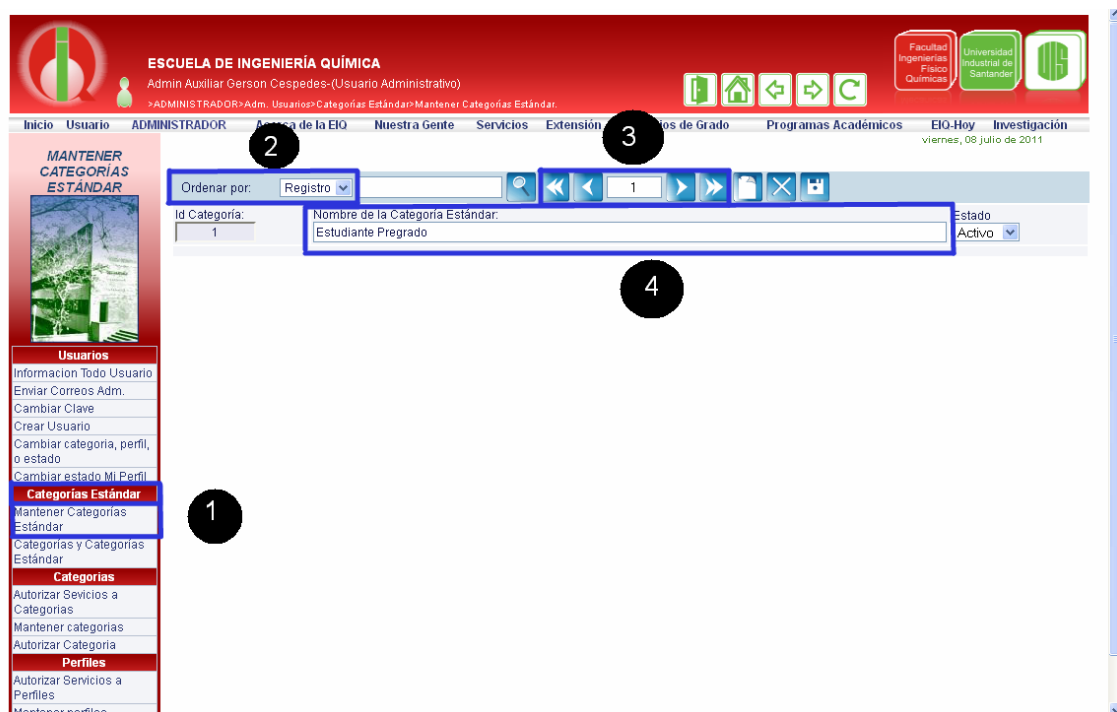 ESCUELA DE INGENIERÍA QUÍMICA
Admin Auxiliar Gerson Cespedes-(Usuario Administrativo)
>ADMINISTRADOR>Adm. Usuarios>Categorías Estándar>Mantener Categorías Estándar.
Facultad
Ingenierías
Físico
Químicas
Universidad
Industrial de
Santander
Inicio Usuario ADMINISTRADOR Acerca de la EIQ Nuestra Gente Servicios Extensión de Grado Programas Académicos EIQ-Hoy Investigación
viernes, 08 julio de 2011
MANTENER
CATEGORÍAS
ESTÁNDAR
2
3
Ordenar por: Registro 1
Id Categoría: Nombre de la Categoría Estándar: Estado
1 Estudiante Pregrado Activo
4
Usuarios
Informacion Todo Usuario
Enviar Correos Adm.
Cambiar Clave
Crear Usuario
Cambiar categoria, perfil,
o estado
Cambiar estado Mi Perfil
Categorías Estándar
Mantener Categorías
Estándar
1
Categorías y Categorías
Estándar
Categorias
Autorizar Sevicios a
Categorias
Mantener categorias
Autorizar Categoria
Perfiles
Autorizar Servicios a
Perfiles
Mantener perfiles